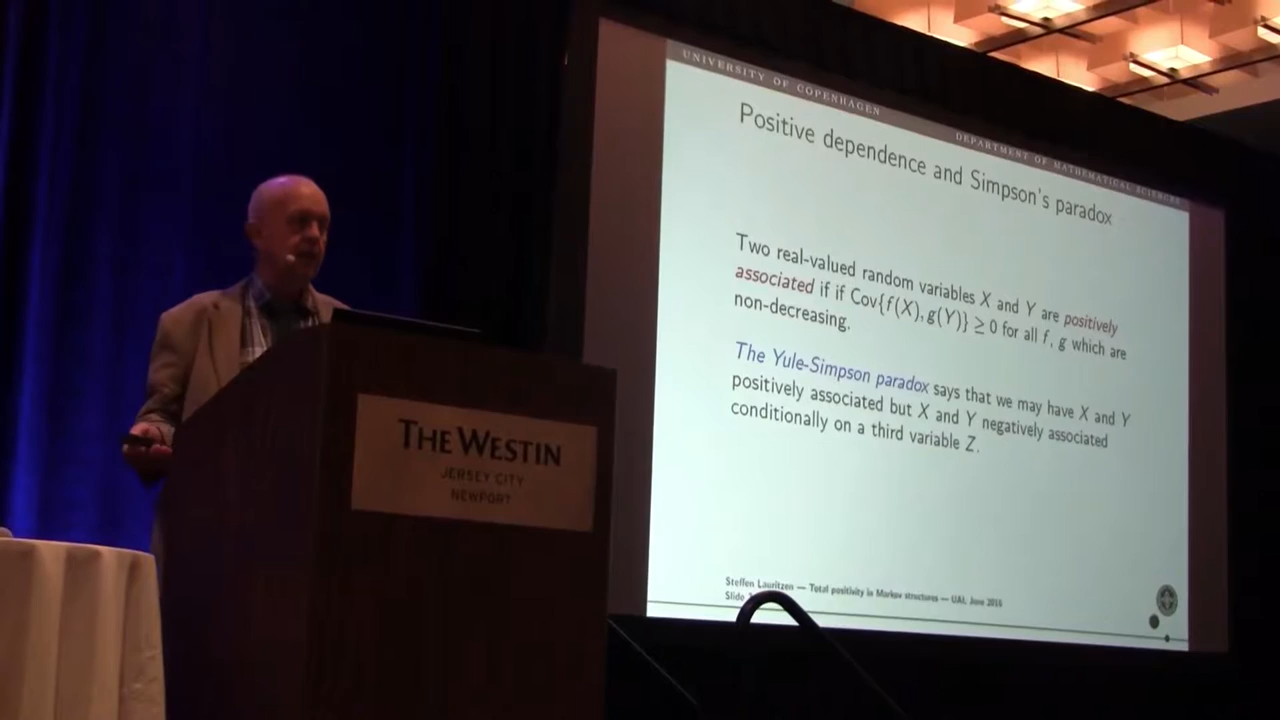 UNIVERSITY OF COPENHAGEN
DEPARTMENT OF MATHEMATICAL SCIENCES
Positive dependence and Simpson's paradox
Two real-valued random variables X and Y are positively
associated if if Cov{f(X), g(Y)} ≥ 0 for all f, g which are
non-decreasing.
The Yule-Simpson paradox says that we may have X and Y
positively associated but X and Y negatively associated
conditionally on a third variable Z.
Steffen Lauritzen — Total positivity in Markov structures — UAI, June 2016
Slide
THE WESTIN
JERSEY CITY
NEWPORT